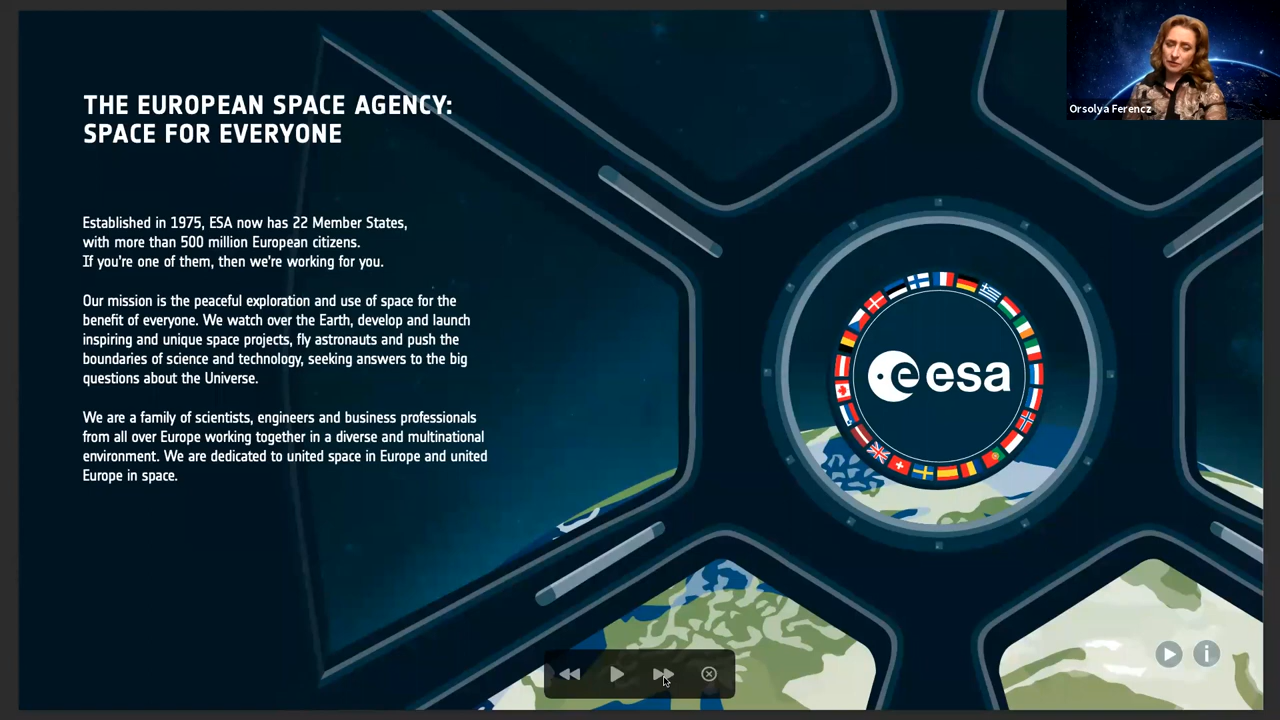 THE EUROPEAN SPACE AGENCY:
SPACE FOR EVERYONE
Established in 1975, ESA now has 22 Member States,
with more than 500 million European citizens.
If you're one of them, then we're working for you.
Our mission is the peaceful exploration and use of space for the
benefit of everyone. We watch over the Earth, develop and launch
inspiring and unique space projects, fly astronauts and push the
boundaries of science and technology, seeking answers to the big
questions about the Universe.
We are a family of scientists, engineers and business professionals
from all over Europe working together in a diverse and multinational
environment. We are dedicated to united space in Europe and united
Europe in space.
esa
Orsolya Ferencz